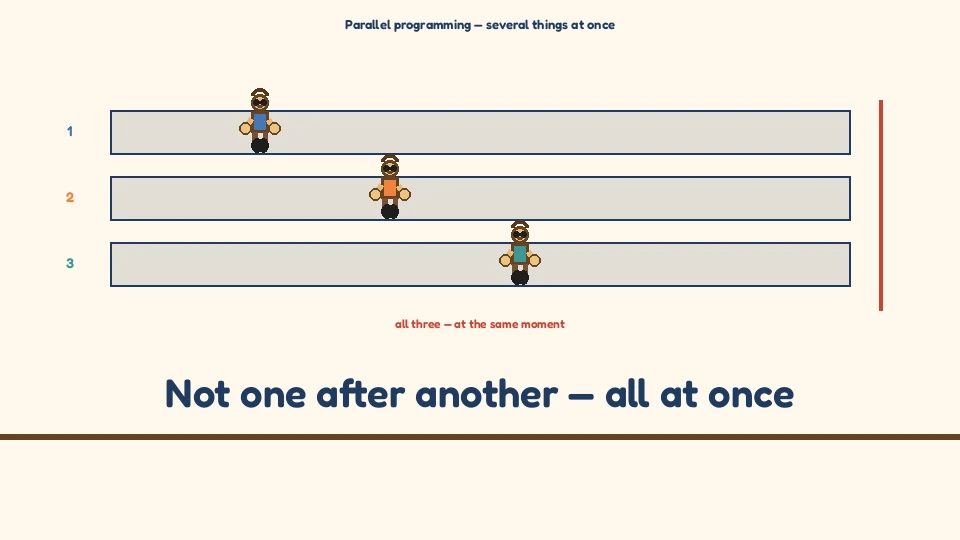 Parallel programming — several things at once
1
2
3
all three — at the same moment
Not one after another — all at once